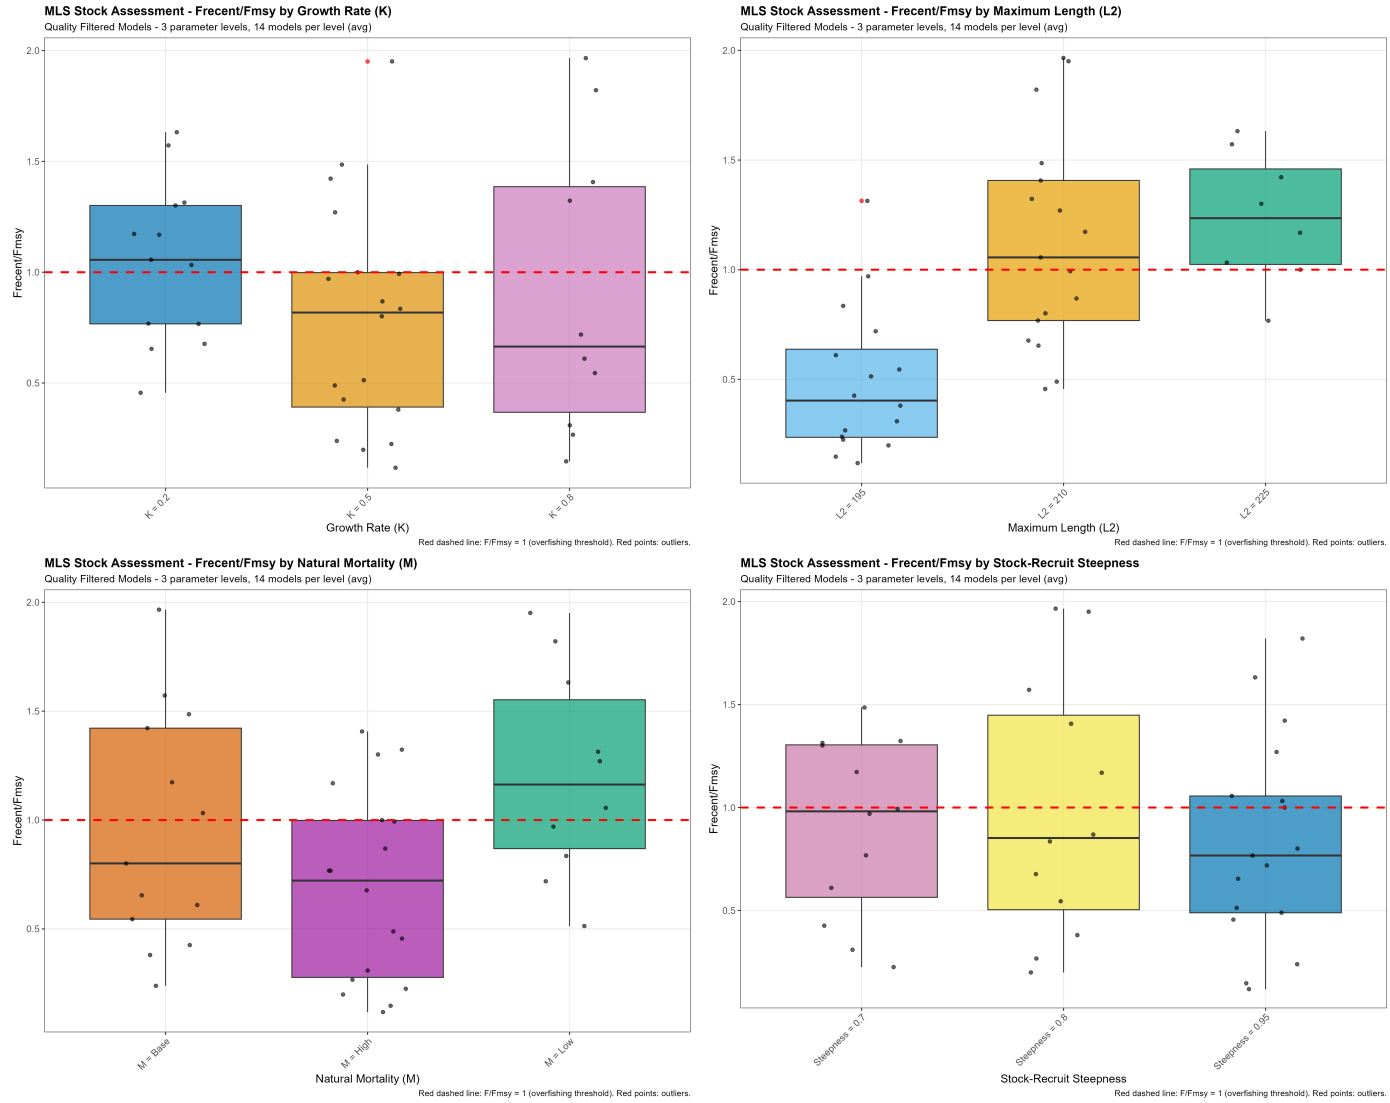 MLS Stock Assessment - Frecent/Fmsy by Growth Rate (K)
Quality Filtered Models - 3 parameter levels, 14 models per level (avg)
2.0
1.5
1.0
0.5
Frecent/Fmsy
K = 0.2
K = 0.5
K = 0.8
Growth Rate (K)
Red dashed line: F/Fmsy = 1 (overfishing threshold). Red points: outliers.
MLS Stock Assessment - Frecent/Fmsy by Maximum Length (L2)
Quality Filtered Models - 3 parameter levels, 14 models per level (avg)
2.0
1.5
1.0
0.5
Frecent/Fmsy
L2 = 195
L2 = 210
L2 = 225
Maximum Length (L2)
Red dashed line: F/Fmsy = 1 (overfishing threshold). Red points: outliers.
MLS Stock Assessment - Frecent/Fmsy by Natural Mortality (M)
Quality Filtered Models - 3 parameter levels, 14 models per level (avg)
2.0
1.5
1.0
0.5
Frecent/Fmsy
M = Base
M = High
M = Low
Natural Mortality (M)
Red dashed line: F/Fmsy = 1 (overfishing threshold). Red points: outliers.
MLS Stock Assessment - Frecent/Fmsy by Stock-Recruit Steepness
Quality Filtered Models - 3 parameter levels, 14 models per level (avg)
2.0
1.5
1.0
0.5
Frecent/Fmsy
Steepness = 0.7
Steepness = 0.8
Steepness = 0.95
Stock-Recruit Steepness
Red dashed line: F/Fmsy = 1 (overfishing threshold). Red points: outliers.